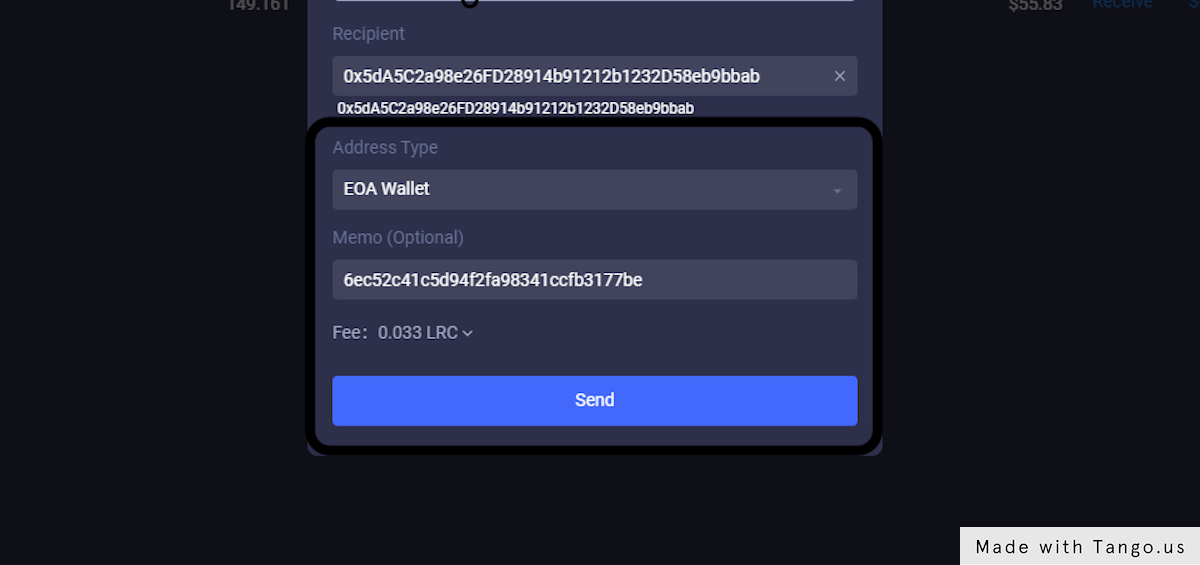 149.161 $55.83 Receive
Recipient
0x5dA5C2a98e26FD28914b91212b1232D58eb9bbab ×
0x5dA5C2a98e26FD28914b91212b1232D58eb9bbab
Address Type
EOA Wallet
Memo (Optional)
6ec52c41c5d94f2fa98341ccfb3177be
Fee: 0.033 LRC
Send
Made with Tango.us